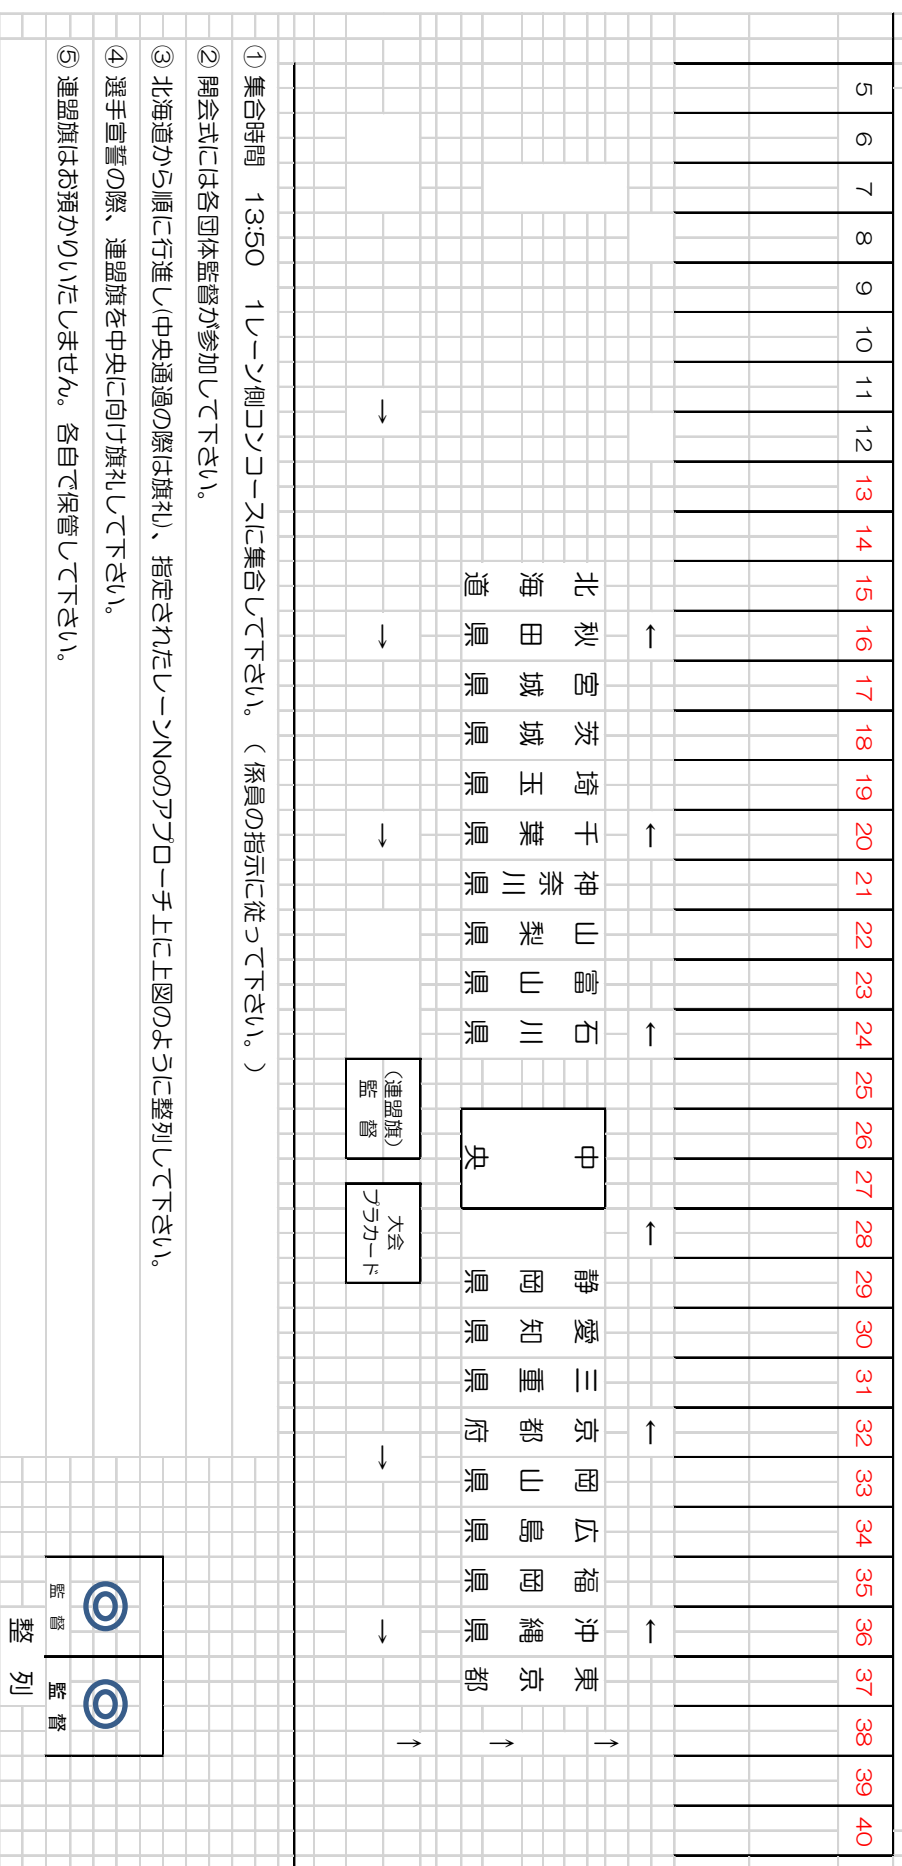 5 6 7 8 9 10 11 12 13 14 15 16 17 18 19 20 21 22 23 24 25 26 27 28 29 30 31 32 33 34 35 36 37 38 39 40
← ← ← ← ← ←
北海道
秋田県
宮城県
茨城県
埼玉県
千葉県
神奈川県
山梨県
富山県
石川県
中央
静岡県
愛知県
三重県
京都府
岡山県
広島県
福岡県
沖縄県
東京都
↑ ↑ ↑
→ → → → →
(連盟旗)
監 督
大会
プラカード
① 集合時間 13:50 1レーン側コンコースに集合して下さい。 ( 係員の指示に従って下さい。 )
② 開会式には各団体監督が参加して下さい。
③ 北海道から順に行進し(中央通過の際は旗礼)、指定されたレーンNoのアプローチ上に上図のように整列して下さい。
④ 選手宣誓の際、連盟旗を中央に向け旗礼して下さい。
⑤ 連盟旗はお預かりいたしません。各自で保管して下さい。
◎ ◎
監 督 監 督
整 列